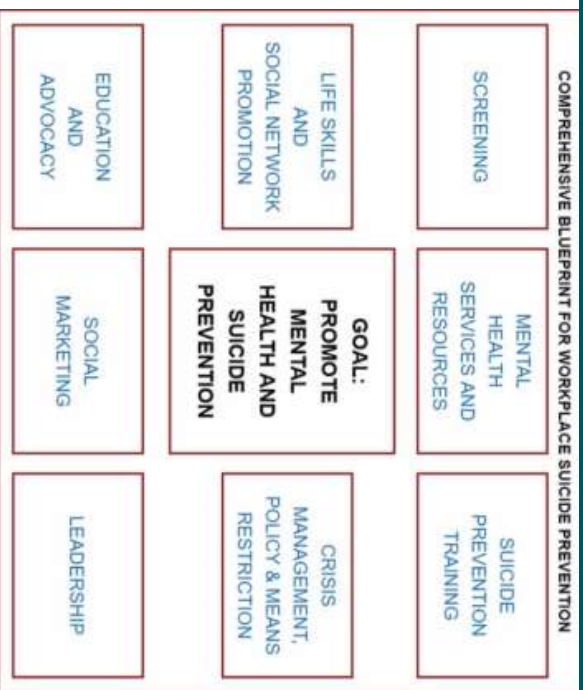 COMPREHENSIVE BLUEPRINT FOR WORKPLACE SUICIDE PREVENTION
SCREENING
MENTAL
HEALTH
SERVICES AND
RESOURCES
SUICIDE
PREVENTION
TRAINING
LIFE SKILLS
AND
SOCIAL NETWORK
PROMOTION
GOAL:
PROMOTE
MENTAL
HEALTH AND
SUICIDE
PREVENTION
CRISIS
MANAGEMENT,
POLICY & MEANS
RESTRICTION
EDUCATION
AND
ADVOCACY
SOCIAL
MARKETING
LEADERSHIP